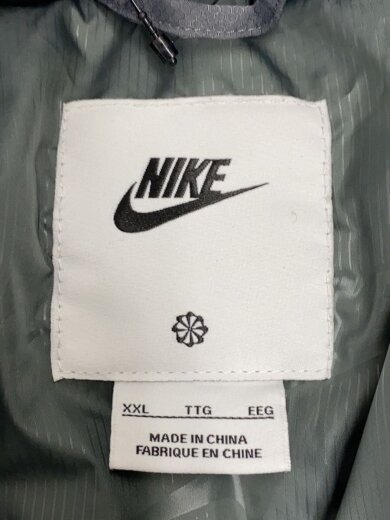 NIKE
XXL TTG EEG
MADE IN CHINA
FABRIQUE EN CHINE